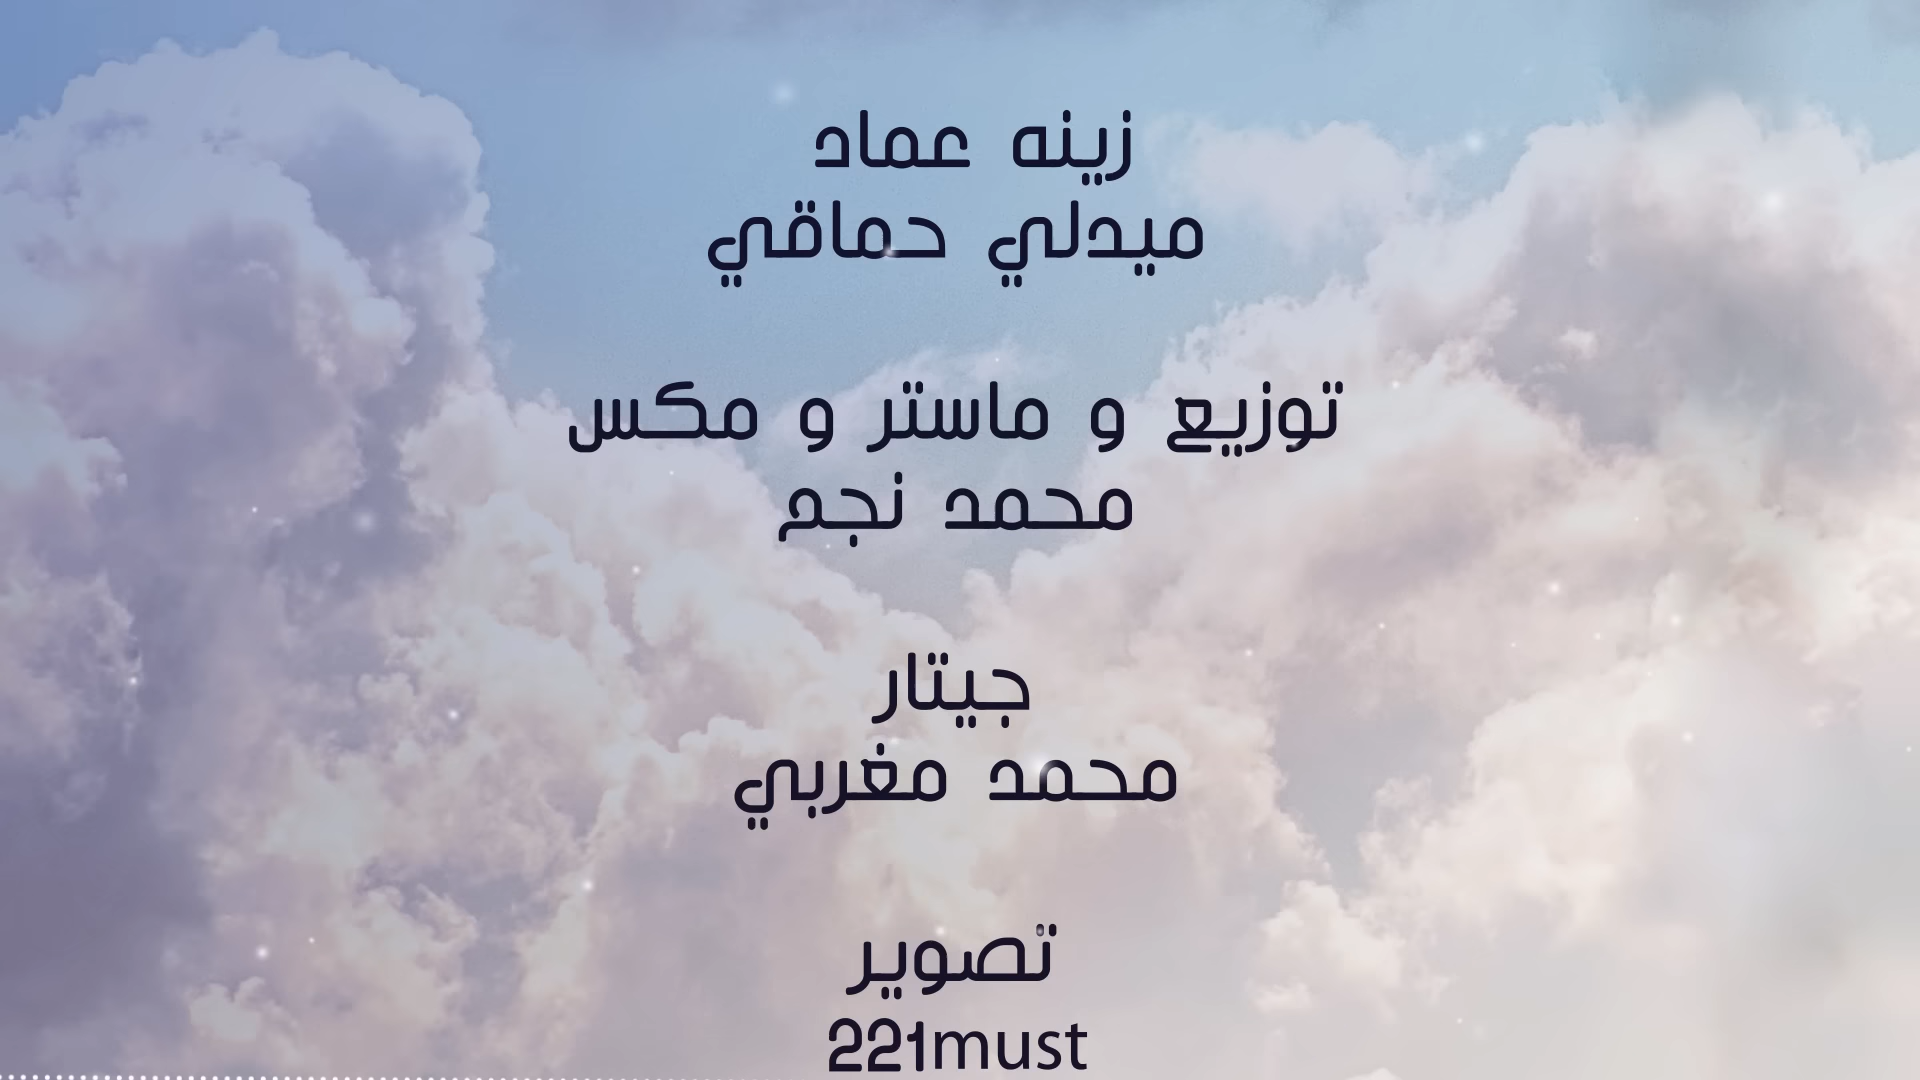 زينه عماد
ميدلي حماقي
توزيع و ماستر و مكس
محمد نجم
جيتار
محمد مغربي
تصوير
221must